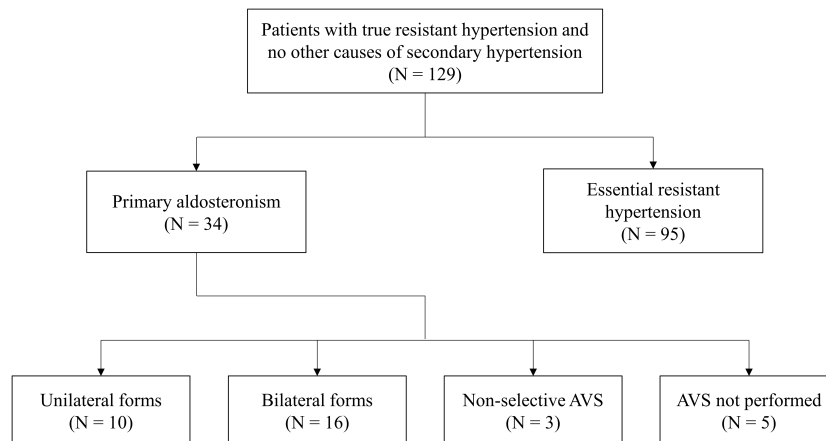 Patients with true resistant hypertension and
no other causes of secondary hypertension
(N = 129)
Primary aldosteronism
(N = 34)
Essential resistant
hypertension
(N = 95)
Unilateral forms
(N = 10)
Bilateral forms
(N = 16)
Non-selective AVS
(N = 3)
AVS not performed
(N = 5)